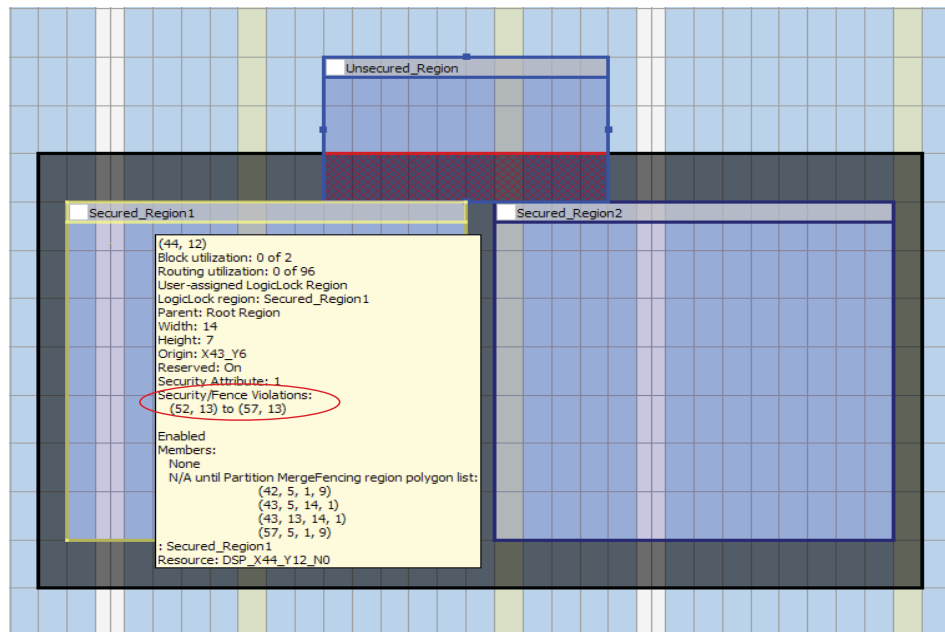 Unsecured_Region
Secured_Region1
Secured_Region2
(44, 12)
Block utilization: 0 of 2
Routing utilization: 0 of 96
User-assigned LogicLock Region
LogicLock region: Secured_Region1
Parent: Root Region
Width: 14
Height: 7
Origin: X43_Y6
Reserved: On
Security Attribute: 1
Security/Fence Violations:
(52, 13) to (57, 13)
Enabled
Members:
None
N/A until Partition MergeFencing region polygon list:
(42, 5, 1, 9)
(43, 5, 14, 1)
(43, 13, 14, 1)
(57, 5, 1, 9)
: Secured_Region1
Resource: DSP_X44_Y12_N0